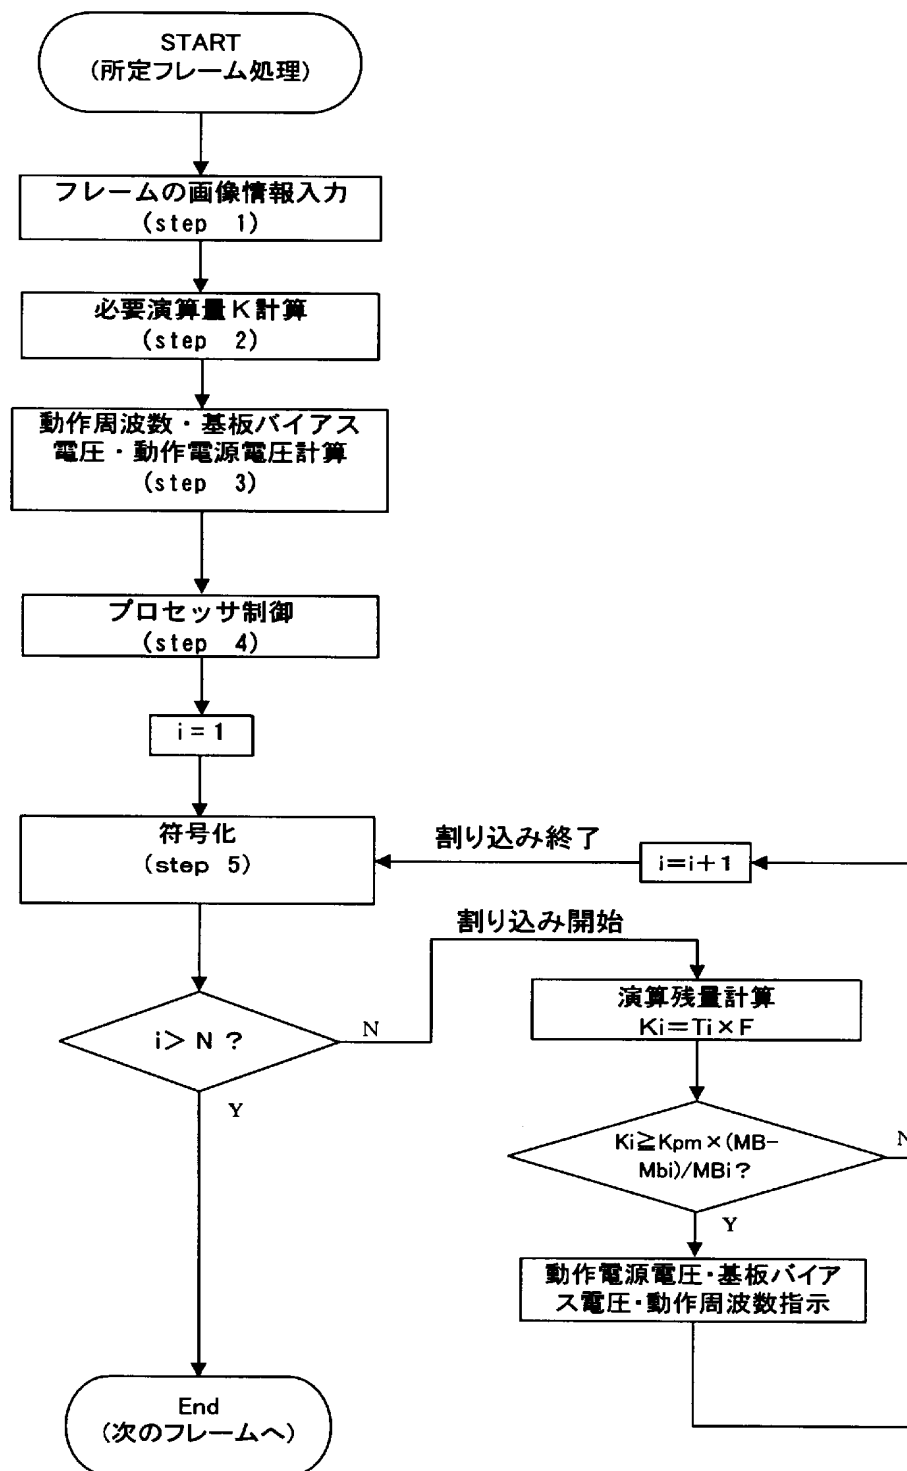 START
(所定フレーム処理)
フレームの画像情報入力
(step 1)
必要演算量K計算
(step 2)
動作周波数・基板バイアス
電圧・動作電源電圧計算
(step 3)
プロセッサ制御
(step 4)
i=1
符号化
(step 5)
割り込み終了
i=i+1
割り込み開始
i> N ?
N
Y
演算残量計算
Ki=Ti×F
Ki≧Kpm×(MB-
Mbi)/MBi?
N
Y
動作電源電圧・基板バイア
ス電圧・動作周波数指示
End
(次のフレームへ)